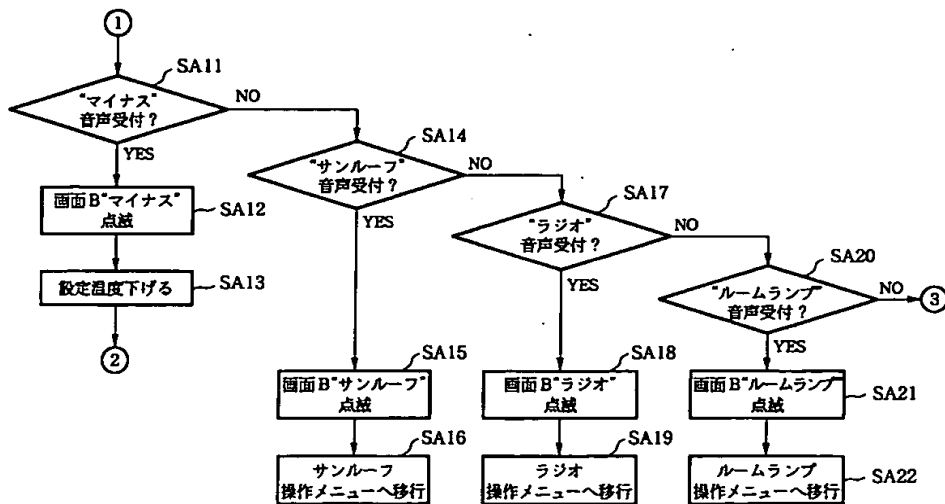 1
SA11
"マイナス"
音声受付?
NO
YES
画面B"マイナス"
点滅
SA12
設定温度下げる
SA13
2
SA14
"サンルーフ"
音声受付?
NO
YES
SA15
画面B"サンルーフ"
点滅
SA16
サンルーフ
操作メニューへ移行
SA17
"ラジオ"
音声受付?
NO
YES
SA18
画面B"ラジオ"
点滅
SA19
ラジオ
操作メニューへ移行
SA20
"ルームランプ"
音声受付?
NO
3
YES
画面B"ルームランプ"
点滅
SA21
ルームランプ
操作メニューへ移行
SA22